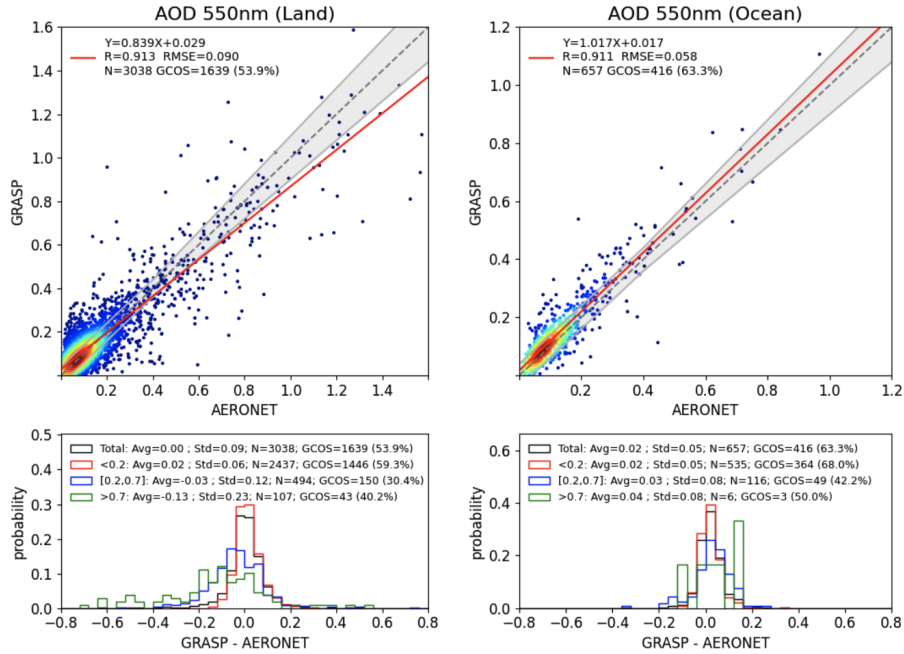 AOD 550nm (Land)
Y=0.839X+0.029
R=0.913 RMSE=0.090
N=3038 GCOS=1639 (53.9%)
1.6
1.4
1.2
1.0
0.8
0.6
0.4
0.2
GRASP
0.2 0.4 0.6 0.8 1.0 1.2 1.4
AERONET
AOD 550nm (Ocean)
Y=1.017X+0.017
R=0.911 RMSE=0.058
N=657 GCOS=416 (63.3%)
1.2
1.0
0.8
0.6
0.4
0.2
GRASP
0.2 0.4 0.6 0.8 1.0 1.2
AERONET
Total: Avg=0.00 ; Std=0.09; N=3038; GCOS=1639 (53.9%)
<0.2: Avg=0.02 ; Std=0.06; N=2437; GCOS=1446 (59.3%)
[0.2,0.7]: Avg=-0.03 ; Std=0.12; N=494; GCOS=150 (30.4%)
>0.7: Avg=-0.13 ; Std=0.23; N=107; GCOS=43 (40.2%)
0.5
0.4
0.3
0.2
0.1
0.0
probability
−0.8 −0.6 −0.4 −0.2 0.0 0.2 0.4 0.6 0.8
GRASP - AERONET
Total: Avg=0.02 ; Std=0.05; N=657; GCOS=416 (63.3%)
<0.2: Avg=0.02 ; Std=0.05; N=535; GCOS=364 (68.0%)
[0.2,0.7]: Avg=0.03 ; Std=0.08; N=116; GCOS=49 (42.2%)
>0.7: Avg=0.04 ; Std=0.08; N=6; GCOS=3 (50.0%)
0.6
0.4
0.2
0.0
probability
−0.8 −0.6 −0.4 −0.2 0.0 0.2 0.4 0.6 0.8
GRASP - AERONET